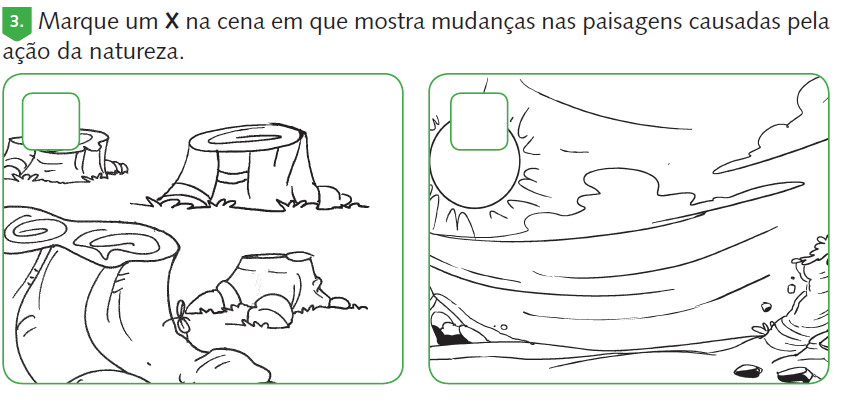 3. Marque um X na cena em que mostra mudanças nas paisagens causadas pela
ação da natureza.